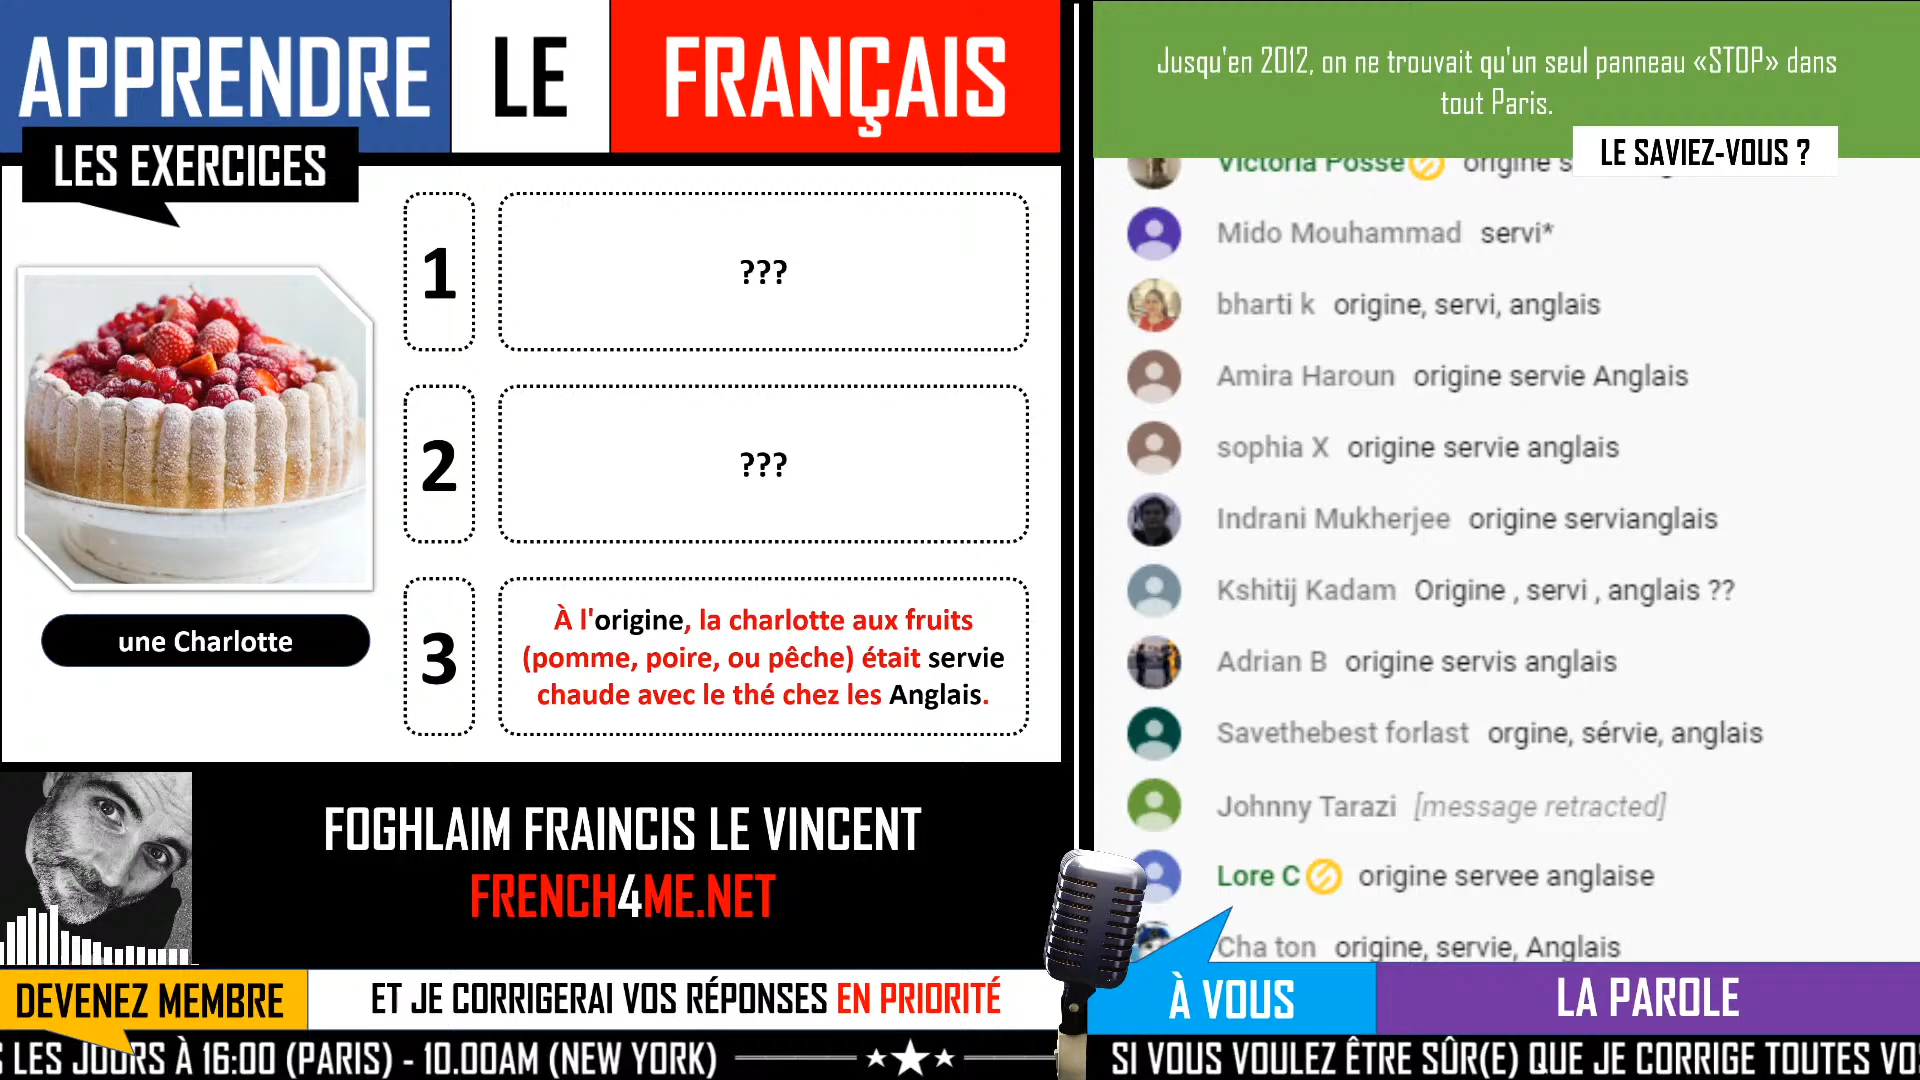 APPRENDRE LE FRANÇAIS
LES EXERCICES
une Charlotte
1
???
2
???
3
À l'origine, la charlotte aux fruits
(pomme, poire, ou pêche) était servie
chaude avec le thé chez les Anglais.
FOGHLAIM FRAINCIS LE VINCENT
FRENCH4ME.NET
DEVENEZ MEMBRE
ET JE CORRIGERAI VOS RÉPONSES EN PRIORITÉ
LES JOURS À 16:00 (PARIS) - 10.00AM (NEW YORK)
Jusqu'en 2012, on ne trouvait qu'un seul panneau «STOP» dans
tout Paris.
LE SAVIEZ-VOUS ?
Victoria Posse origine
Mido Mouhammad servi*
bharti k origine, servi, anglais
Amira Haroun origine servie Anglais
sophia X origine servie anglais
Indrani Mukherjee origine servianglais
Kshitij Kadam Origine , servi , anglais ??
Adrian B origine servis anglais
Savethebest forlast orgine, sérvie, anglais
Johnny Tarazi [message retracted]
Lore C origine servee anglaise
Cha ton origine, servie, Anglais
À VOUS
LA PAROLE
SI VOUS VOULEZ ÊTRE SÛR(E) QUE JE CORRIGE TOUTES